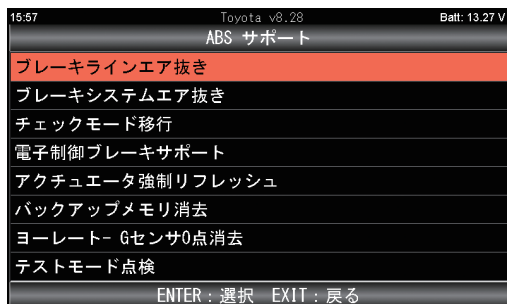 15:57 Toyota v8.28 Batt: 13.27 V
ABS サポート
ブレーキラインエア抜き
ブレーキシステムエア抜き
チェックモード移行
電子制御ブレーキサポート
アクチュエータ強制リフレッシュ
バックアップメモリ消去
ヨーレート- Gセンサ0点消去
テストモード点検
ENTER : 選択 EXIT : 戻る